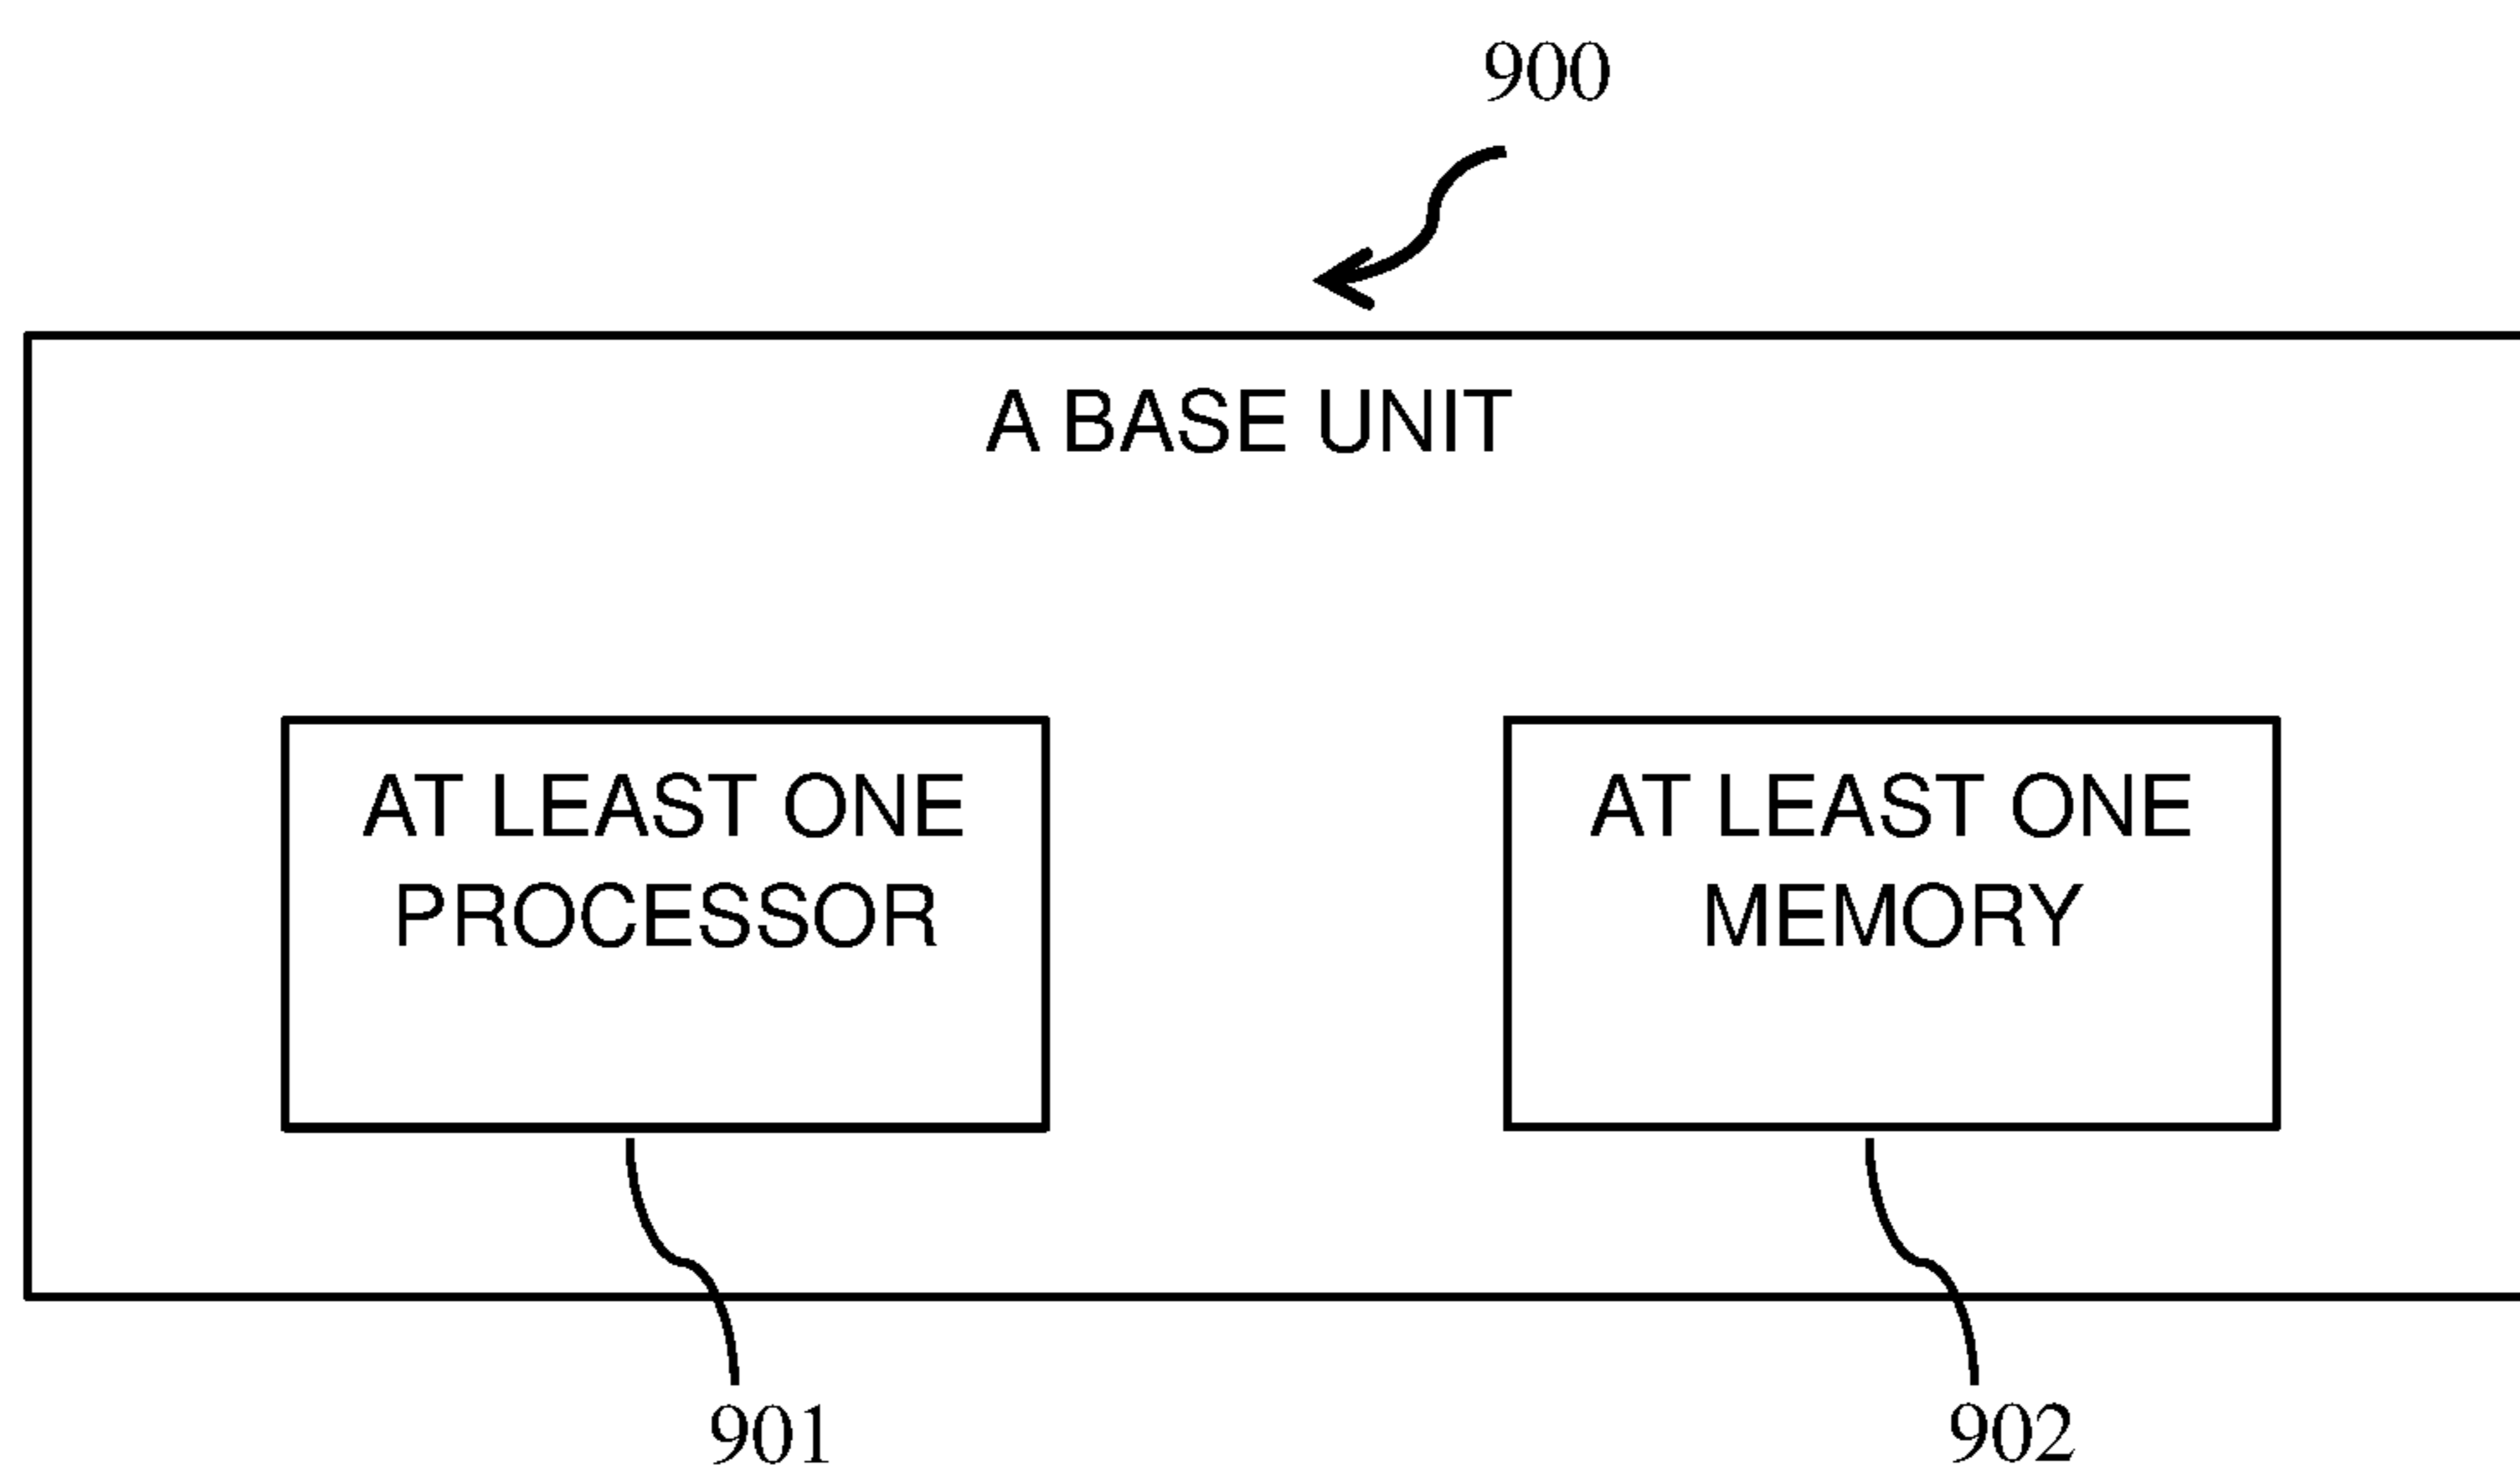 900
A BASE UNIT
AT LEAST ONE
PROCESSOR
AT LEAST ONE
MEMORY
901
902